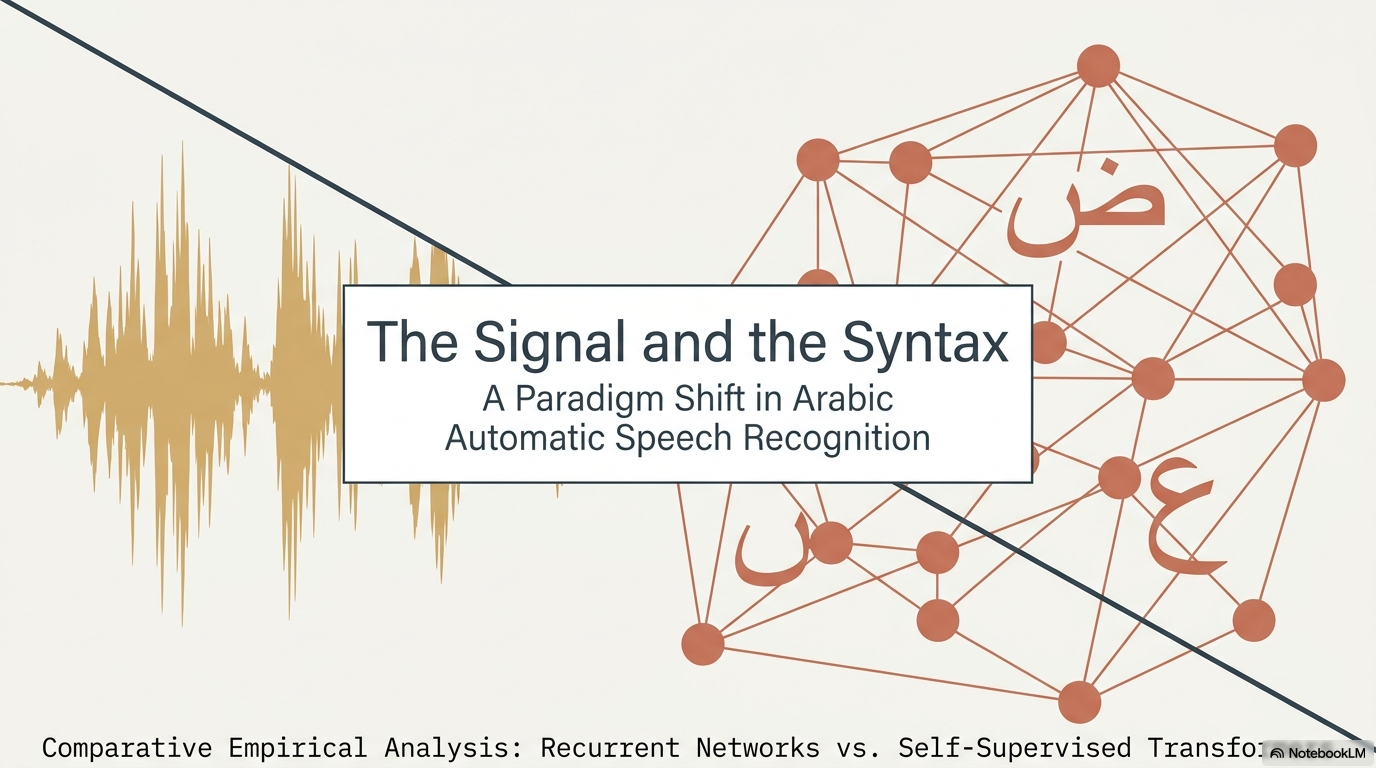 ض
The Signal and the Syntax
A Paradigm Shift in Arabic
Automatic Speech Recognition
ع
Comparative Empirical Analysis: Recurrent Networks vs. Self-Supervised
NotebookLM